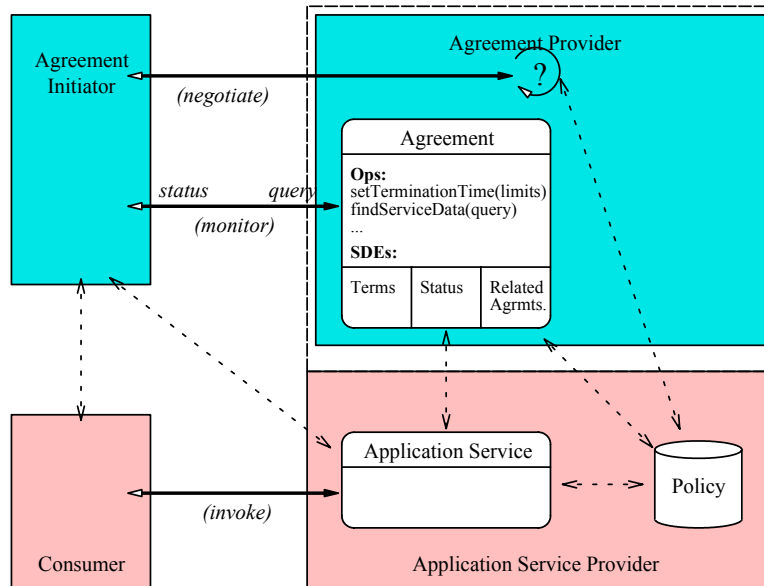 Agreement Provider
Agreement
Initiator
?
(negotiate)
Agreement
Ops:
setTerminationTime(limits)
findServiceData(query)
...
SDEs:
status query
(monitor)
Terms Status Related
Agrmts.
Application Service
Policy
(invoke)
Consumer
Application Service Provider